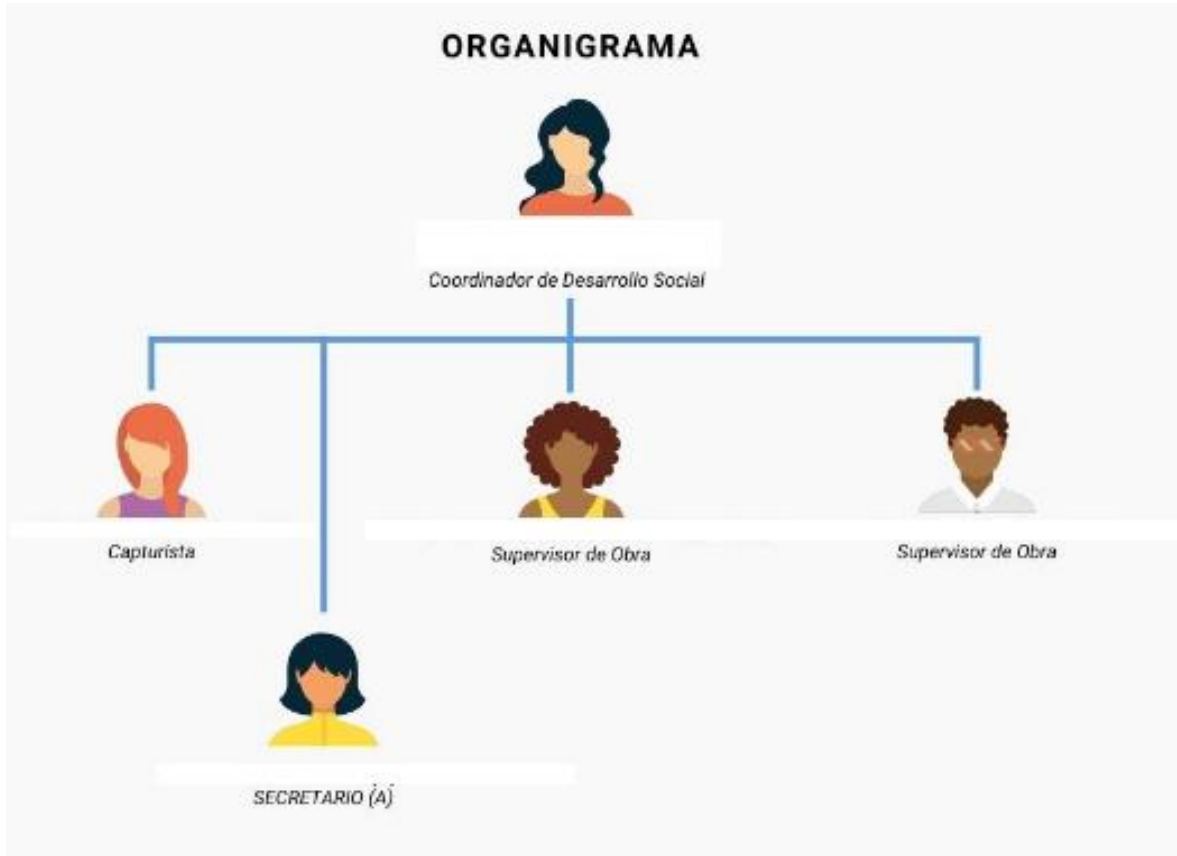 ORGANIGRAMA
Coordinador de Desarrollo Social
Capturista
Supervisor de Obra
Supervisor de Obra
SECRETARIO (A)